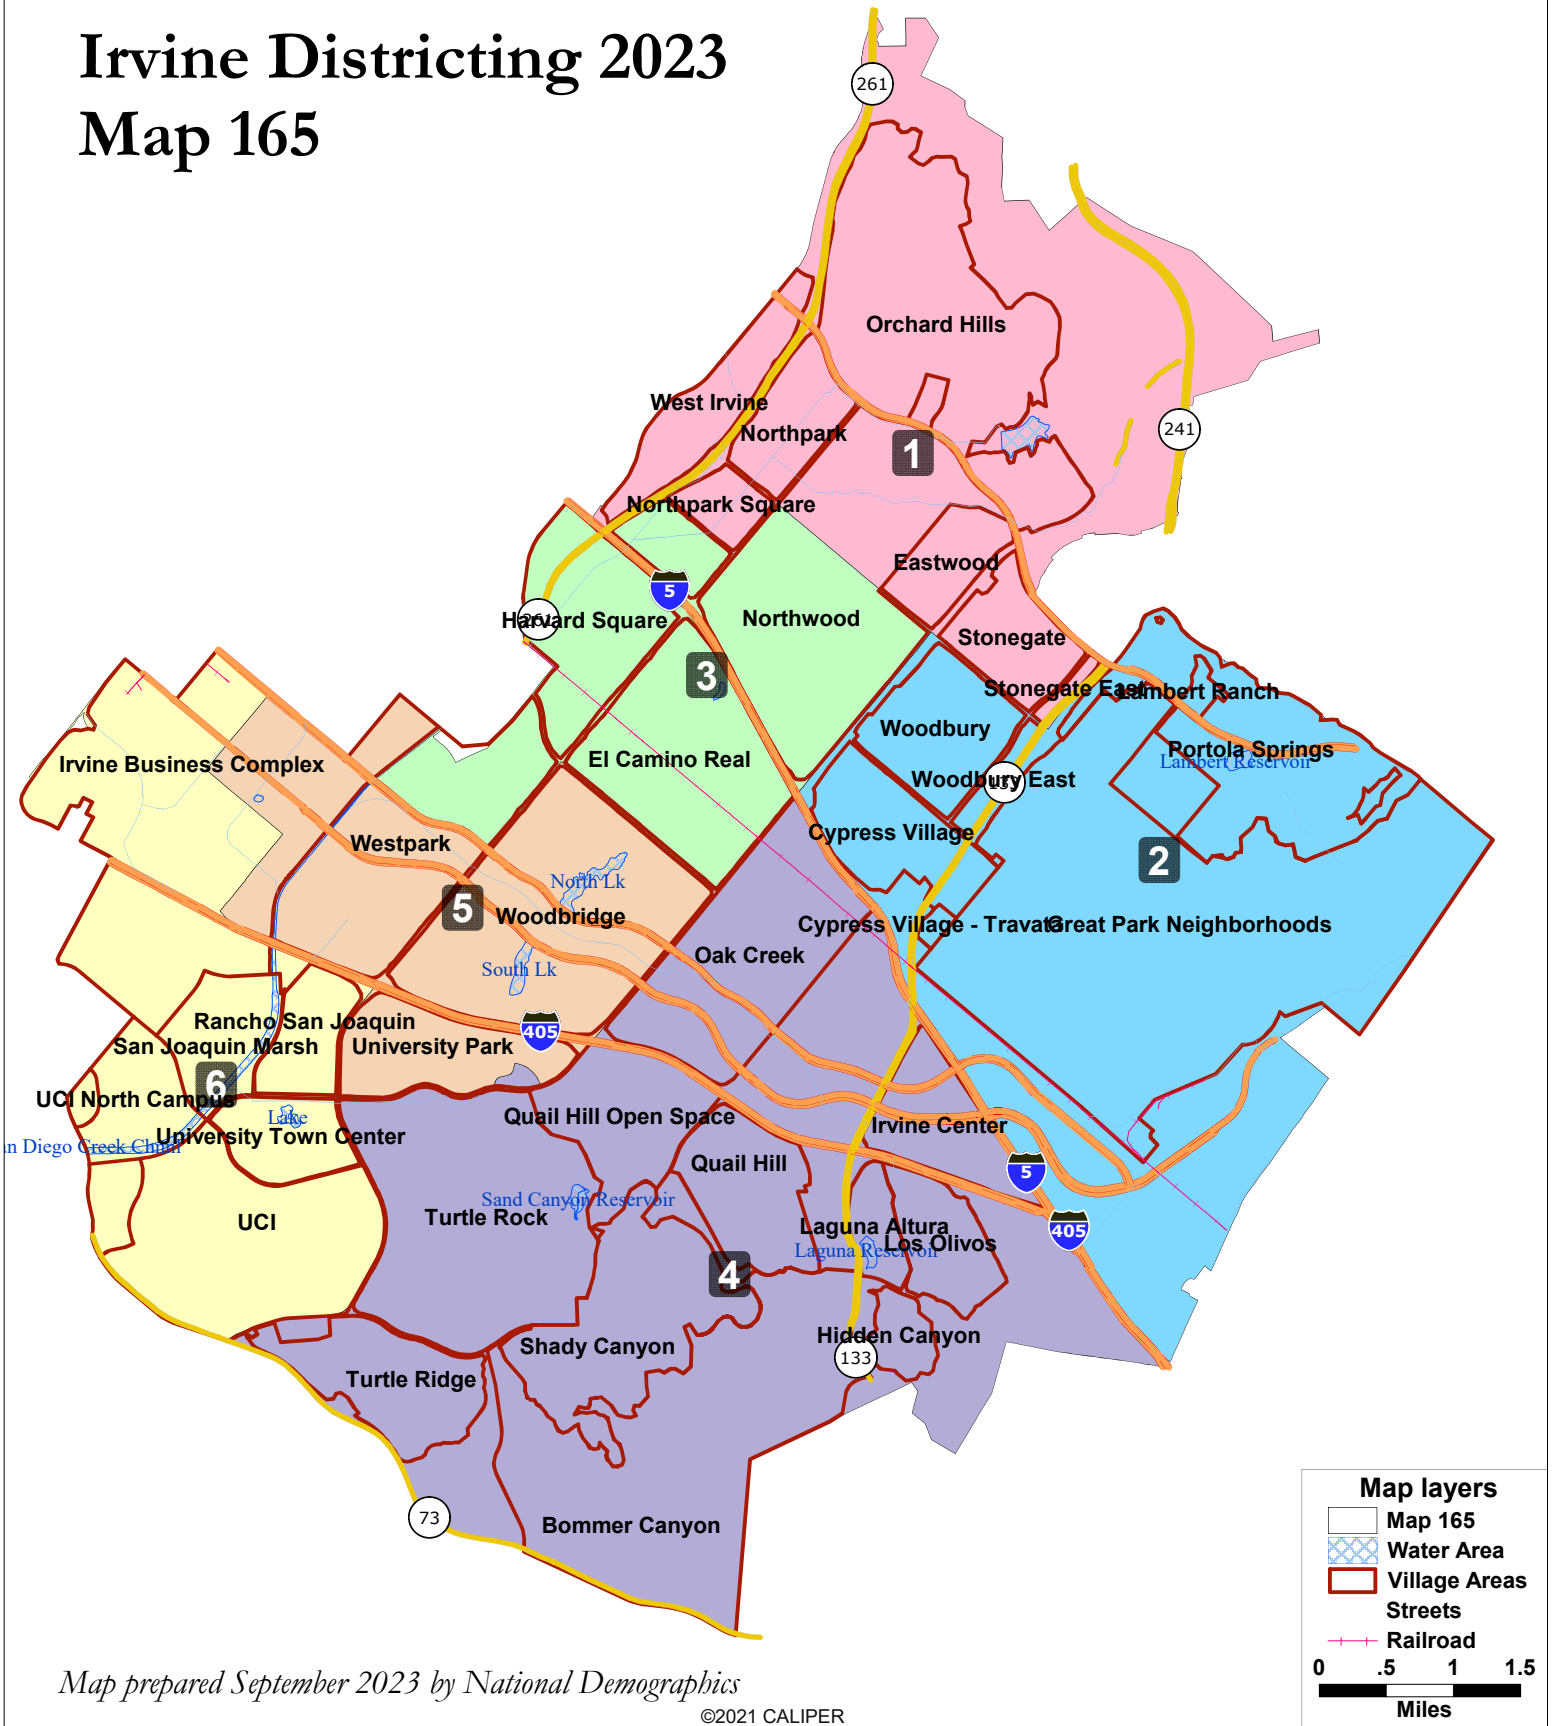 Irvine Districting 2023
Map 165
261
Orchard Hills
West Irvine
Northpark
241
1
Northpark Square
Eastwood
5
Harvard Square
Northwood
Stonegate
3
Stonegate East
Lambert Ranch
Woodbury
Portola Springs
Lambert Reservoir
El Camino Real
Irvine Business Complex
Woodbury East
133
Cypress Village
Westpark
2
North Lk
5
Woodbridge
Cypress Village - Travata
Great Park Neighborhoods
Oak Creek
South Lk
Rancho San Joaquin
405
San Joaquin Marsh
University Park
6
UCI North Campus
Lake
Quail Hill Open Space
Irvine Center
University Town Center
San Diego Creek Chnnl
Quail Hill
5
Sand Canyon Reservoir
Turtle Rock
UCI
Laguna Altura
405
Los Olivos
Laguna Reservoir
4
Hidden Canyon
Shady Canyon
133
Turtle Ridge
73
Bommer Canyon
Map layers
Map 165
Water Area
Village Areas
Streets
Railroad
0 .5 1 1.5
Miles
Map prepared September 2023 by National Demographics
©2021 CALIPER